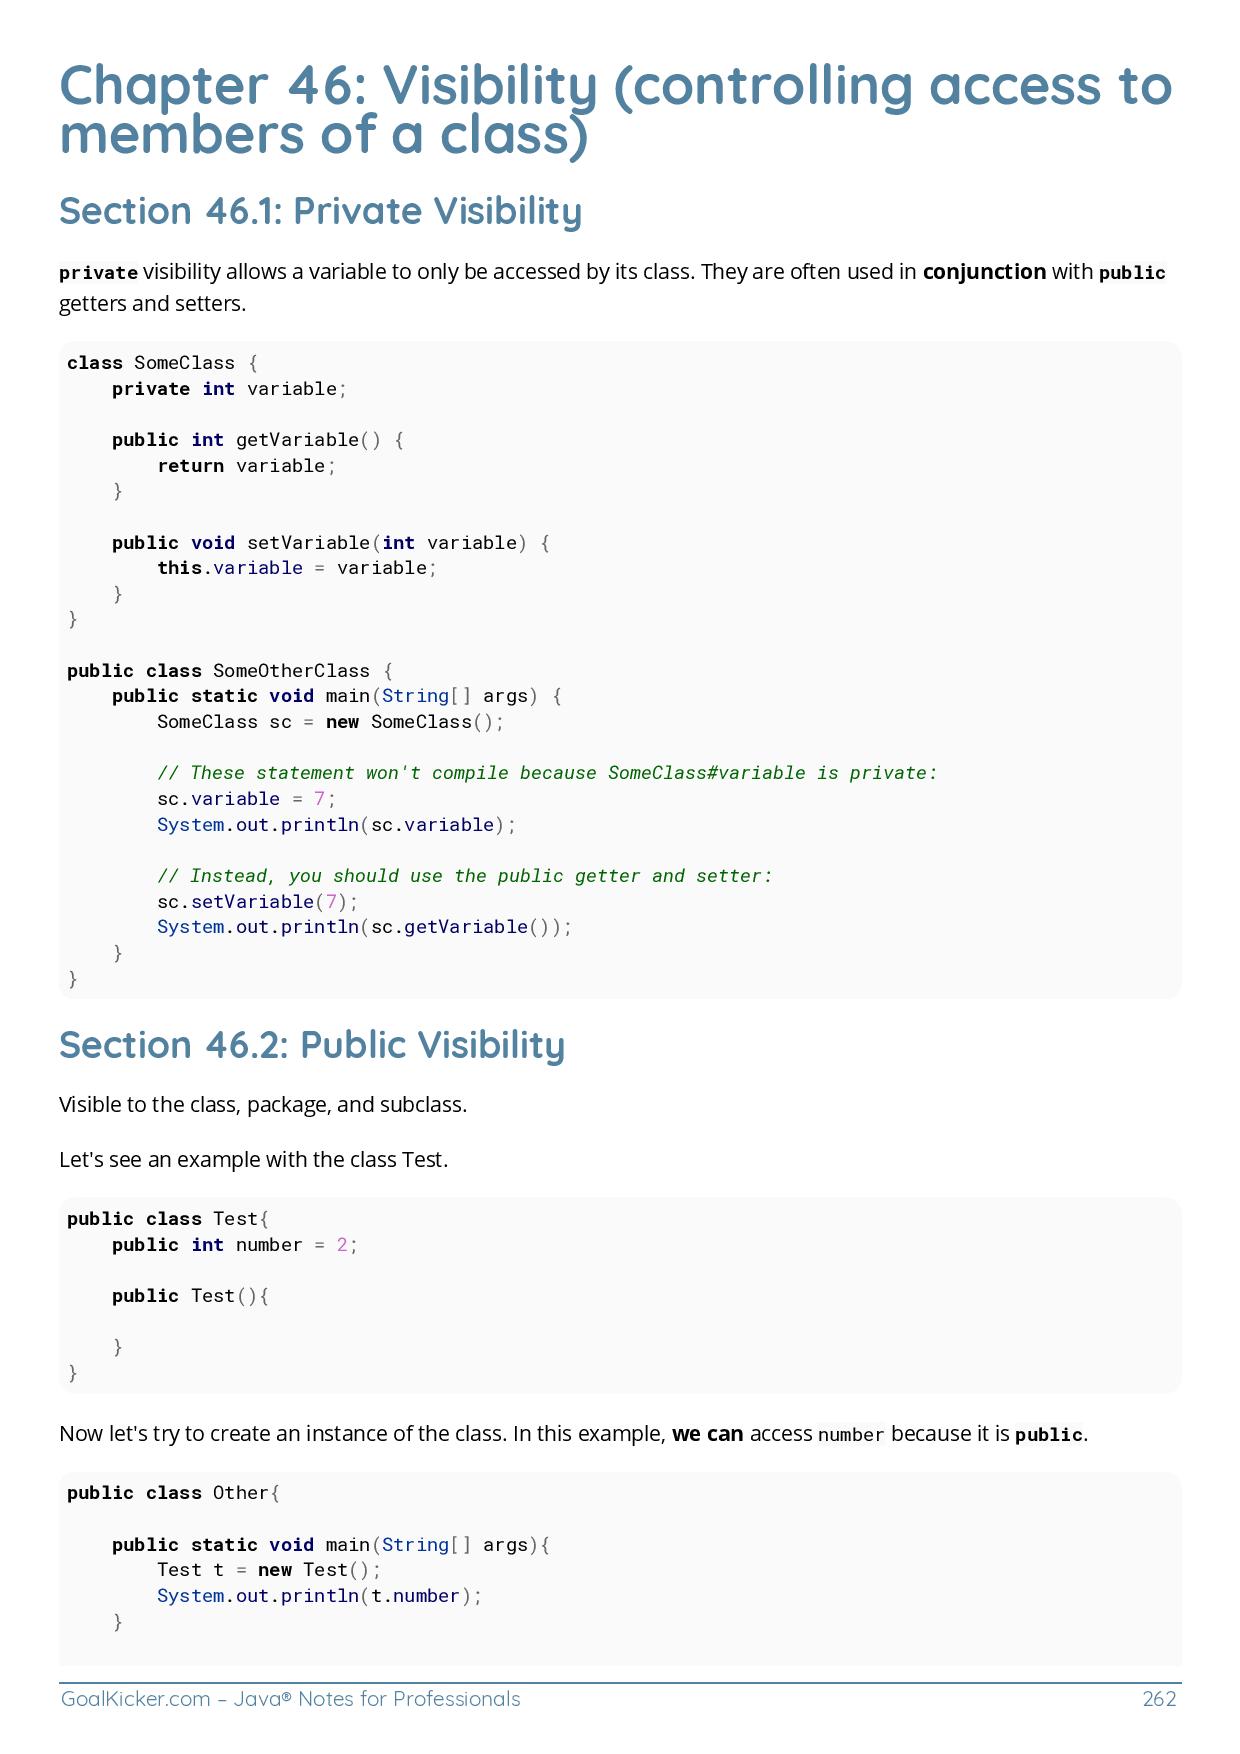 Chapter 46: Visibility (controlling access to
members of a class)
Section 46.1: Private Visibility
private visibility allows a variable to only be accessed by its class. They are often used in conjunction with public
getters and setters.
class SomeClass {
    private int variable;
    public int getVariable() {
        return variable;
    }
    public void setVariable(int variable) {
        this.variable = variable;
    }
}
public class SomeOtherClass {
    public static void main(String[] args) {
        SomeClass sc = new SomeClass();
        // These statement won't compile because SomeClass#variable is private:
        sc.variable = 7;
        System.out.println(sc.variable);
        // Instead, you should use the public getter and setter:
        sc.setVariable(7);
        System.out.println(sc.getVariable());
    }
}
Section 46.2: Public Visibility
Visible to the class, package, and subclass.
Let's see an example with the class Test.
public class Test{
    public int number = 2;
    public Test(){
    }
}
Now let's try to create an instance of the class. In this example, we can access number because it is public.
public class Other{
    public static void main(String[] args){
        Test t = new Test();
        System.out.println(t.number);
    }
GoalKicker.com – Java® Notes for Professionals 262